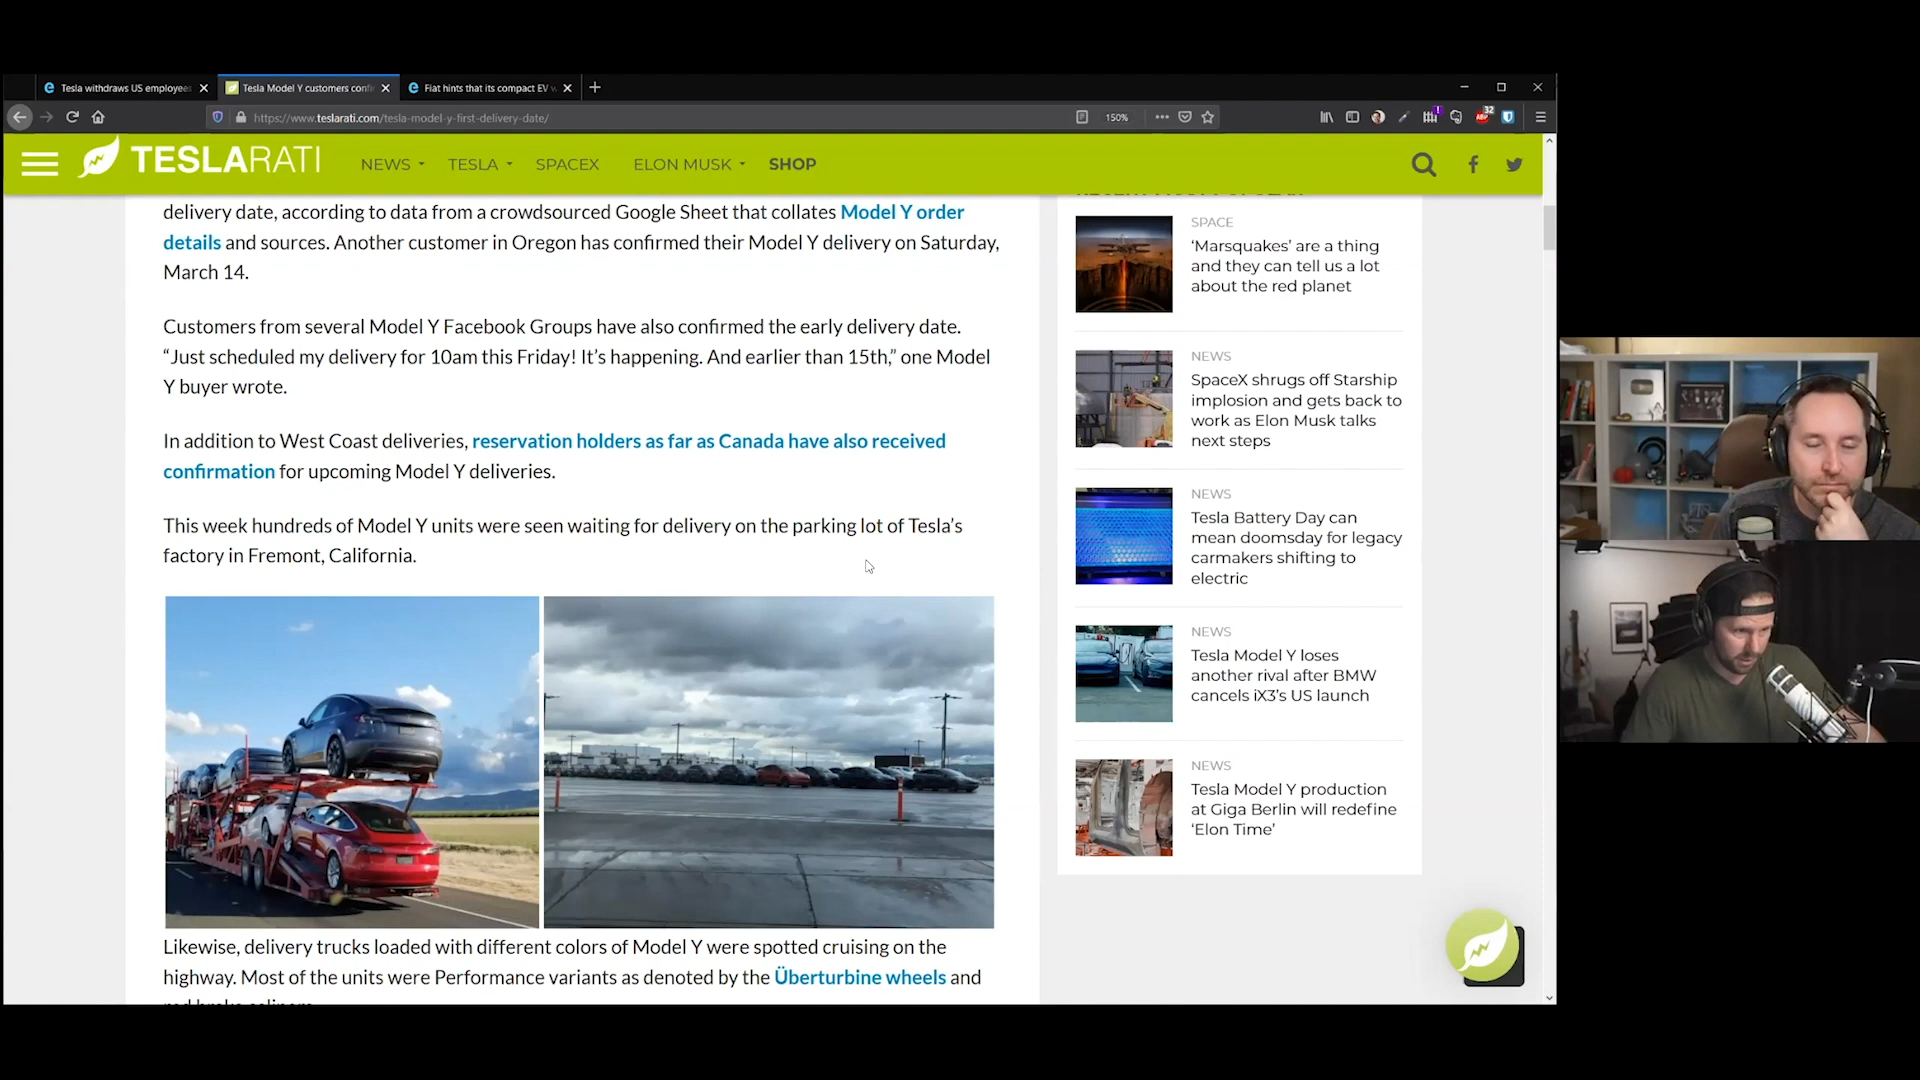 Tesla withdraws US employees
Tesla Model Y customers confi
Fiat hints that its compact EV w
https://www.teslarati.com/tesla-model-y-first-delivery-date/
150%
32
TESLARATI
NEWS
TESLA
SPACEX
ELON MUSK
SHOP
delivery date, according to data from a crowdsourced Google Sheet that collates Model Y order
details and sources. Another customer in Oregon has confirmed their Model Y delivery on Saturday,
March 14.
Customers from several Model Y Facebook Groups have also confirmed the early delivery date.
“Just scheduled my delivery for 10am this Friday! It’s happening. And earlier than 15th,” one Model
Y buyer wrote.
In addition to West Coast deliveries, reservation holders as far as Canada have also received
confirmation for upcoming Model Y deliveries.
This week hundreds of Model Y units were seen waiting for delivery on the parking lot of Tesla’s
factory in Fremont, California.
Likewise, delivery trucks loaded with different colors of Model Y were spotted cruising on the
highway. Most of the units were Performance variants as denoted by the Überturbine wheels and
SPACE
‘Marsquakes’ are a thing
and they can tell us a lot
about the red planet
NEWS
SpaceX shrugs off Starship
implosion and gets back to
work as Elon Musk talks
next steps
NEWS
Tesla Battery Day can
mean doomsday for legacy
carmakers shifting to
electric
NEWS
Tesla Model Y loses
another rival after BMW
cancels iX3’s US launch
NEWS
Tesla Model Y production
at Giga Berlin will redefine
‘Elon Time’